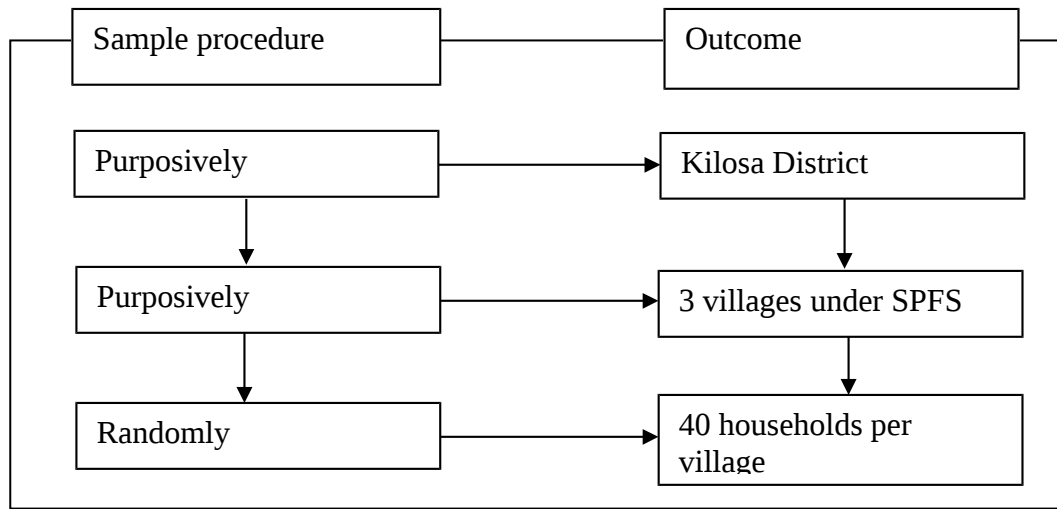 Sample procedure
Outcome
Purposively
Kilosa District
Purposively
3 villages under SPFS
Randomly
40 households per
village